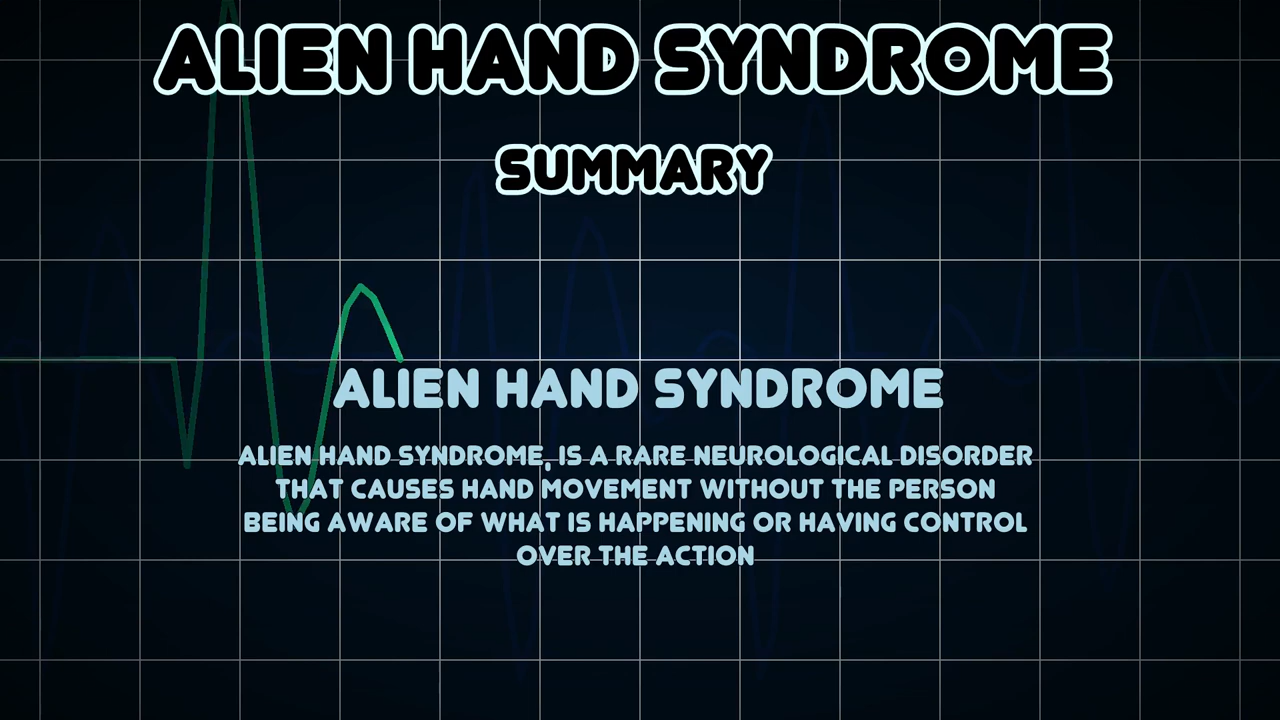 ALIEN HAND SYNDROME
SUMMARY
ALIEN HAND SYNDROME
ALIEN HAND SYNDROME, IS A RARE NEUROLOGICAL DISORDER
THAT CAUSES HAND MOVEMENT WITHOUT THE PERSON
BEING AWARE OF WHAT IS HAPPENING OR HAVING CONTROL
OVER THE ACTION